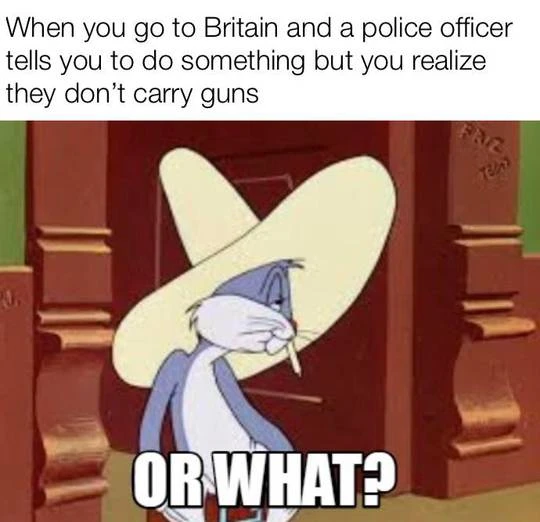 When you go to Britain and a police officer
tells you to do something but you realize
they don’t carry guns
OR WHAT?